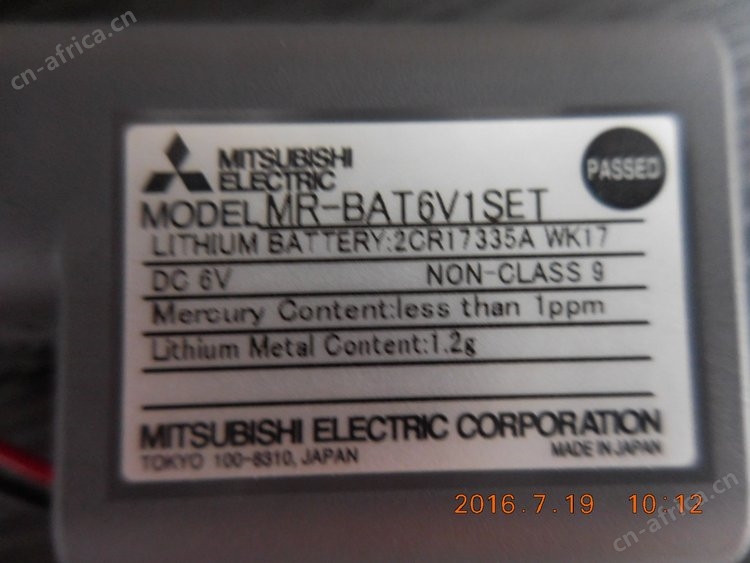 cn-africa.cn
MITSUBISHI
ELECTRIC
PASSED
MODEL MR-BAT6V1SET
LITHIUM BATTERY:2CR17335A WK17
DC 6V NON-CLASS 9
Mercury Content:less than 1ppm
Lithium Metal Content:1.2g
MITSUBISHI ELECTRIC CORPORATION
TOKYO 100-8310, JAPAN MADE IN JAPAN
2016.7.19 10:12
cn-africa.cn